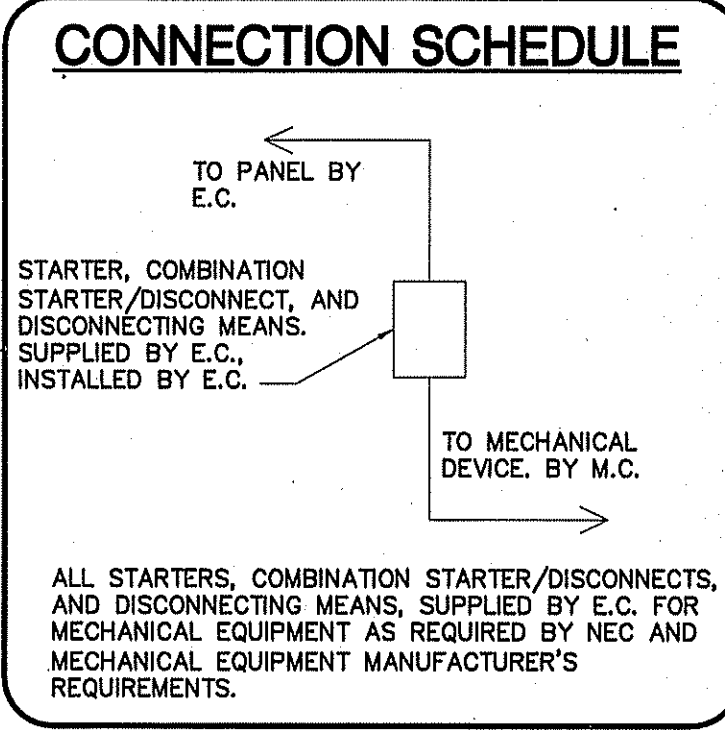 CONNECTION SCHEDULE
TO PANEL BY
E.C.
STARTER, COMBINATION
STARTER/DISCONNECT, AND
DISCONNECTING MEANS.
SUPPLIED BY E.C.,
INSTALLED BY E.C.
TO MECHANICAL
DEVICE. BY M.C.
ALL STARTERS, COMBINATION STARTER/DISCONNECTS,
AND DISCONNECTING MEANS, SUPPLIED BY E.C. FOR
MECHANICAL EQUIPMENT AS REQUIRED BY NEC AND
MECHANICAL EQUIPMENT MANUFACTURER'S
REQUIREMENTS.